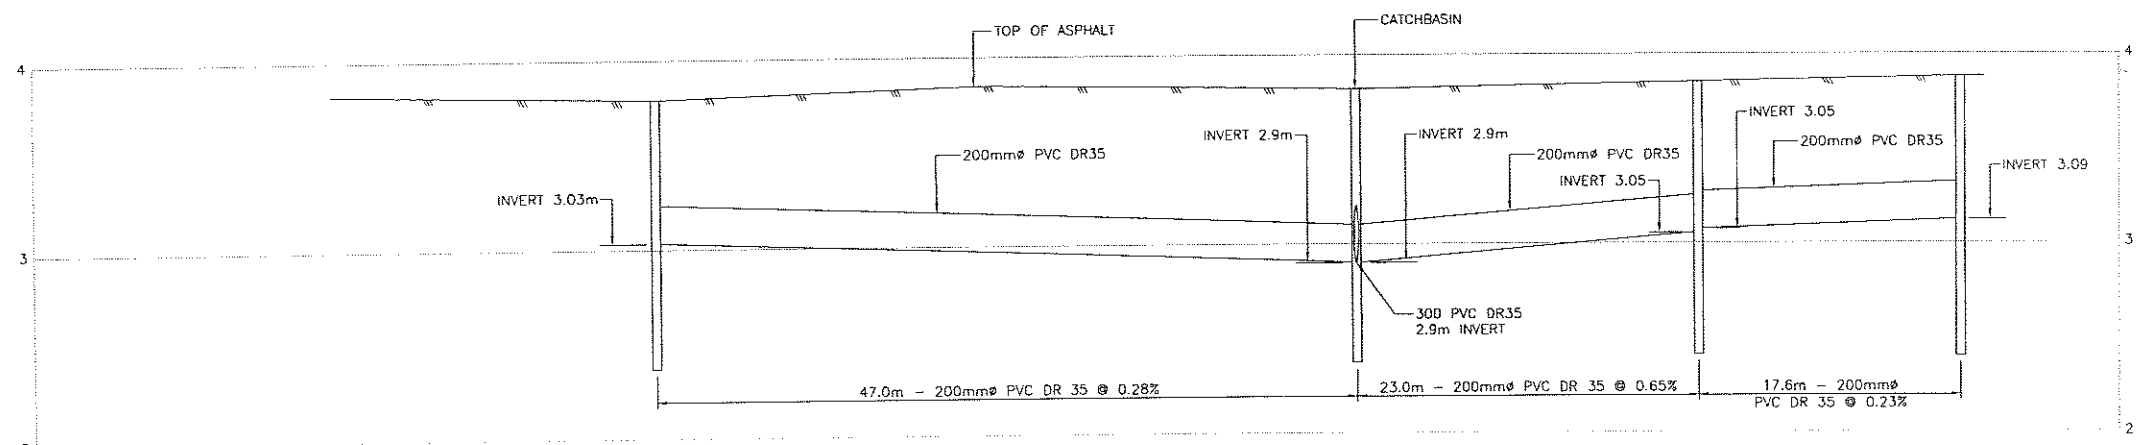 TOP OF ASPHALT
CATCHBASIN
4
4
INVERT 3.05
INVERT 2.9m
INVERT 2.9m
200mmø PVC DR35
200mmø PVC DR35
200mmø PVC DR35
INVERT 3.05
INVERT 3.09
INVERT 3.03m
3
3
300 PVC DR35
2.9m INVERT
47.0m – 200mmø PVC DR 35 @ 0.28%
23.0m – 200mmø PVC DR 35 @ 0.65%
17.6m – 200mmø
PVC DR 35 @ 0.23%
2